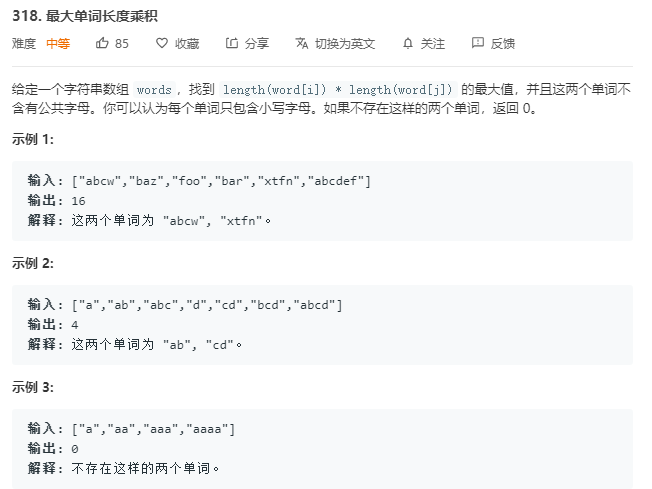 318. 最大单词长度乘积
难度 中等 85 收藏 分享 切换为英文 关注 反馈
给定一个字符串数组 words，找到 length(word[i]) * length(word[j]) 的最大值，并且这两个单词不
含有公共字母。你可以认为每个单词只包含小写字母。如果不存在这样的两个单词，返回 0。
示例 1:
输入: ["abcw","baz","foo","bar","xtfn","abcdef"]
输出: 16
解释: 这两个单词为 "abcw", "xtfn"。
示例 2:
输入: ["a","ab","abc","d","cd","bcd","abcd"]
输出: 4
解释: 这两个单词为 "ab", "cd"。
示例 3:
输入: ["a","aa","aaa","aaaa"]
输出: 0
解释: 不存在这样的两个单词。